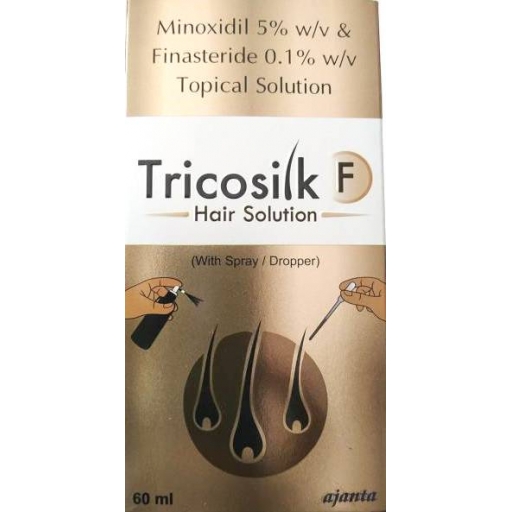 Minoxidil 5% w/v &
Finasteride 0.1% w/v
Topical Solution
Tricosilk F
Hair Solution
(With Spray / Dropper)
60 ml
ajanta